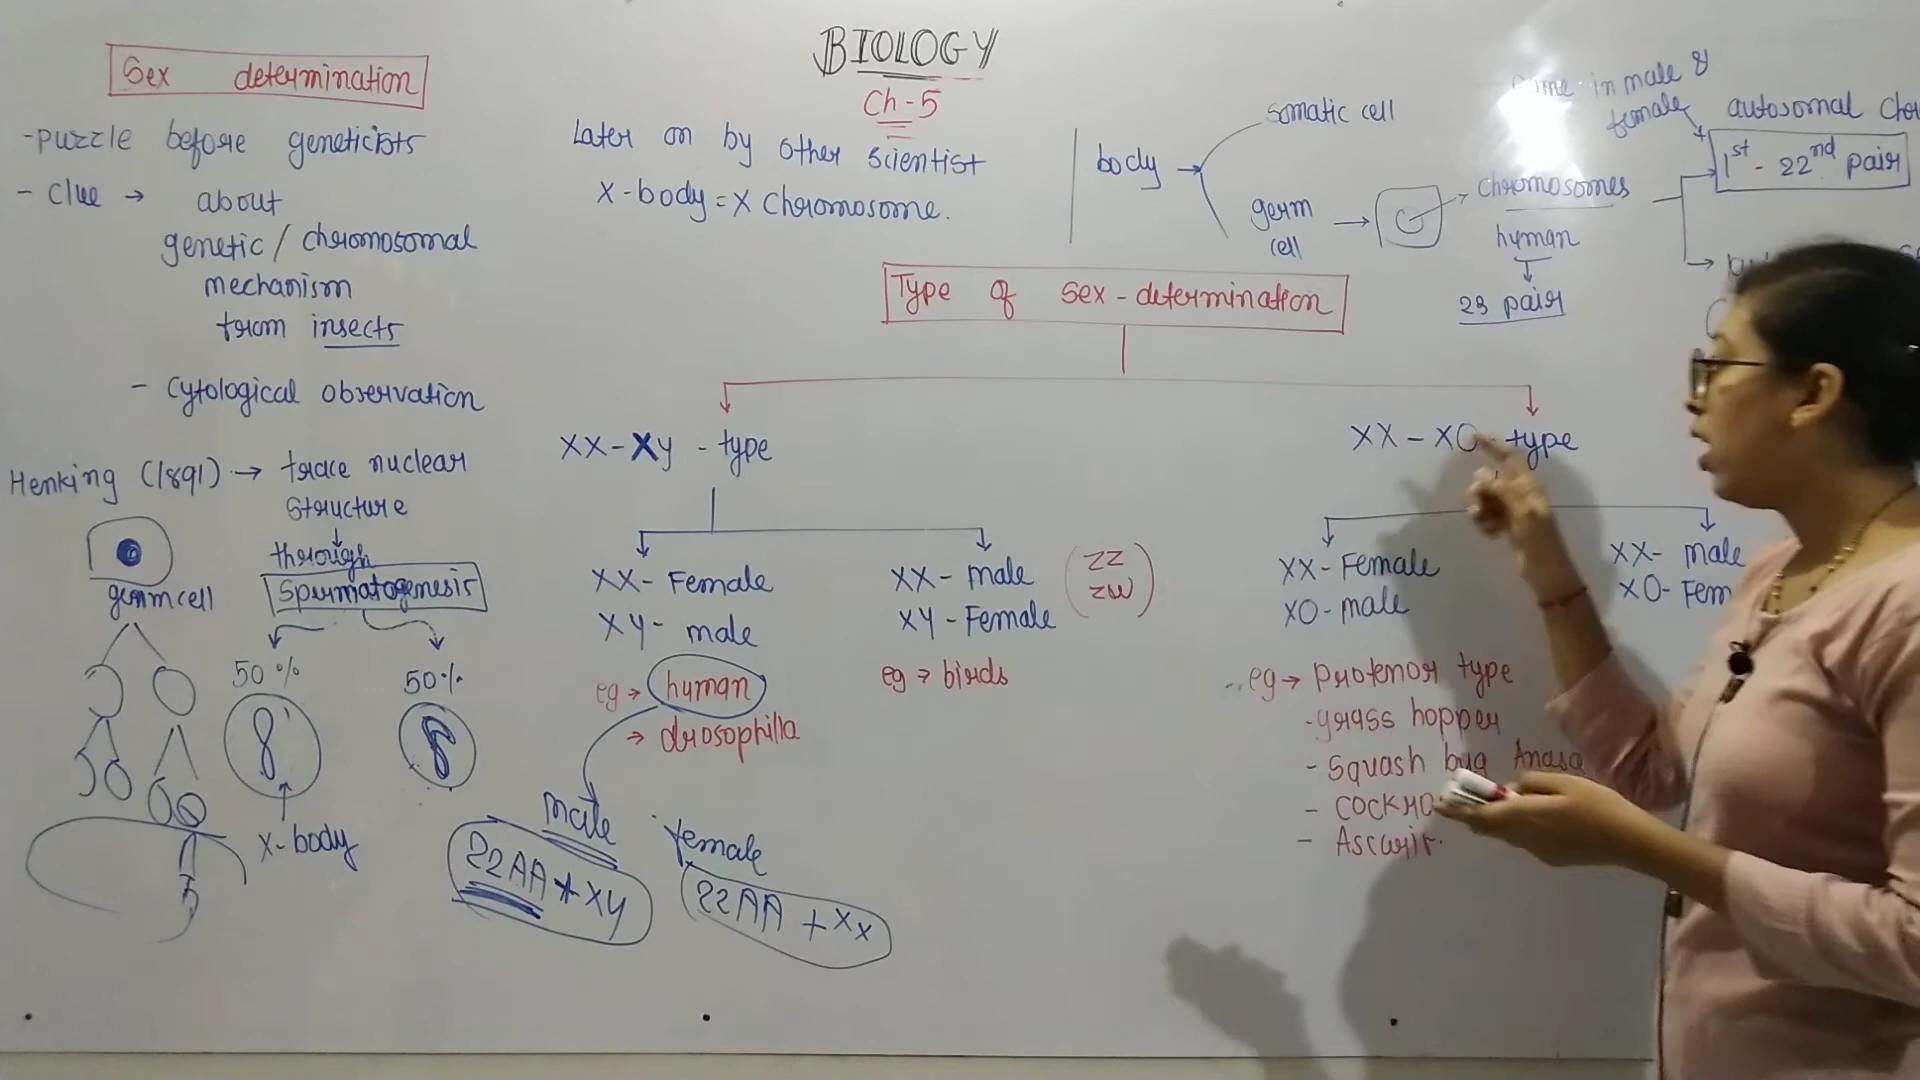 BIOLOGY
Ch-5
Sex determination
-puzzle before geneticists
- clue → about
genetic / chromosomal
mechanism
from insects
- Cytological observation
Henking (1891) → trace nuclear
structure
through
Spermatogenesis
germ cell
50%
50%
X-body
Later on by other scientist
X-body = X chromosome.
body →
somatic cell
germ
cell
→ chromosomes
human
23 pair
in male &
female
autosomal
1st - 22nd pair
Type of sex-determination
XX-XY - type
XX- Female
XY- male
eg → human
→ drosophilla
XX- male
XY- Female
(ZZ
ZW)
eg → birds
male
22AA + XY
female
22AA + XX
XX - XO - type
XX- Female
XO- male
XX- male
XO- Fem
eg → Protenor type
-grass hopper
- Squash bug Anasa
- Ascaris.